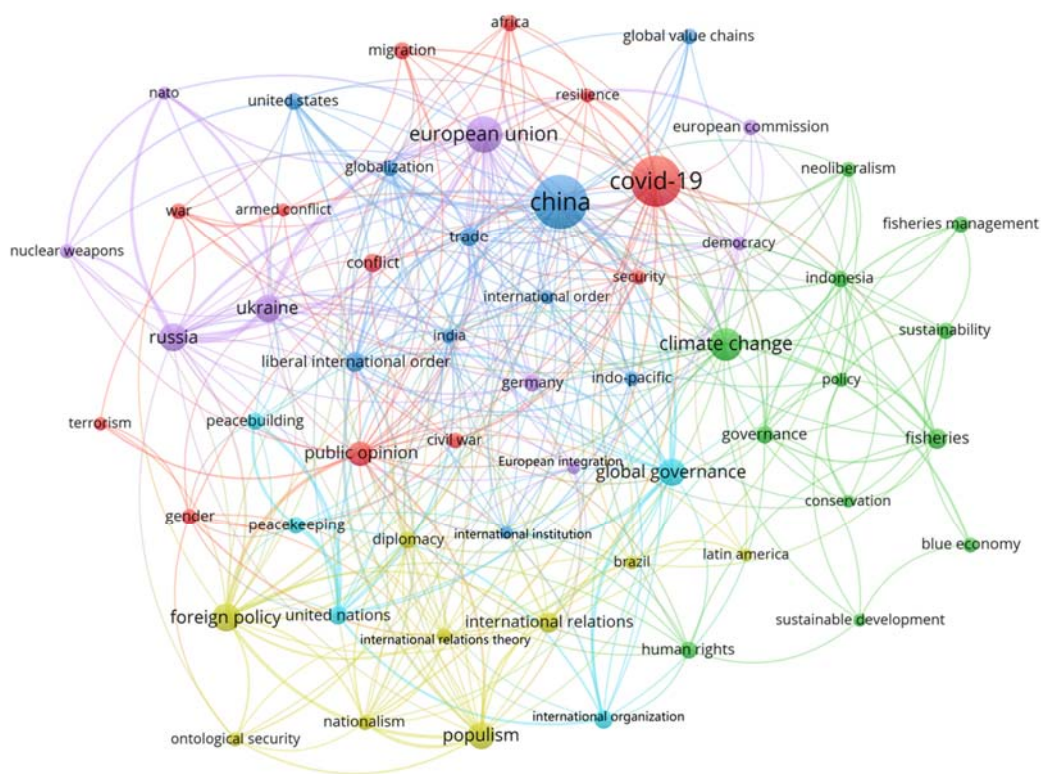 africa
global value chains
migration
nato
united states
resilience
european union
european commission
globalization
neoliberalism
covid-19
china
war
armed conflict
fisheries management
nuclear weapons
trade
democracy
conflict
security
indonesia
international order
ukraine
russia
india
sustainability
climate change
liberal international order
germany
indo-pacific
policy
terrorism
peacebuilding
public opinion
civil war
governance
fisheries
European integration
global governance
conservation
gender
peacekeeping
diplomacy
international institution
blue economy
brazil
latin america
foreign policy
united nations
international relations
sustainable development
international relations theory
human rights
nationalism
international organization
ontological security
populism